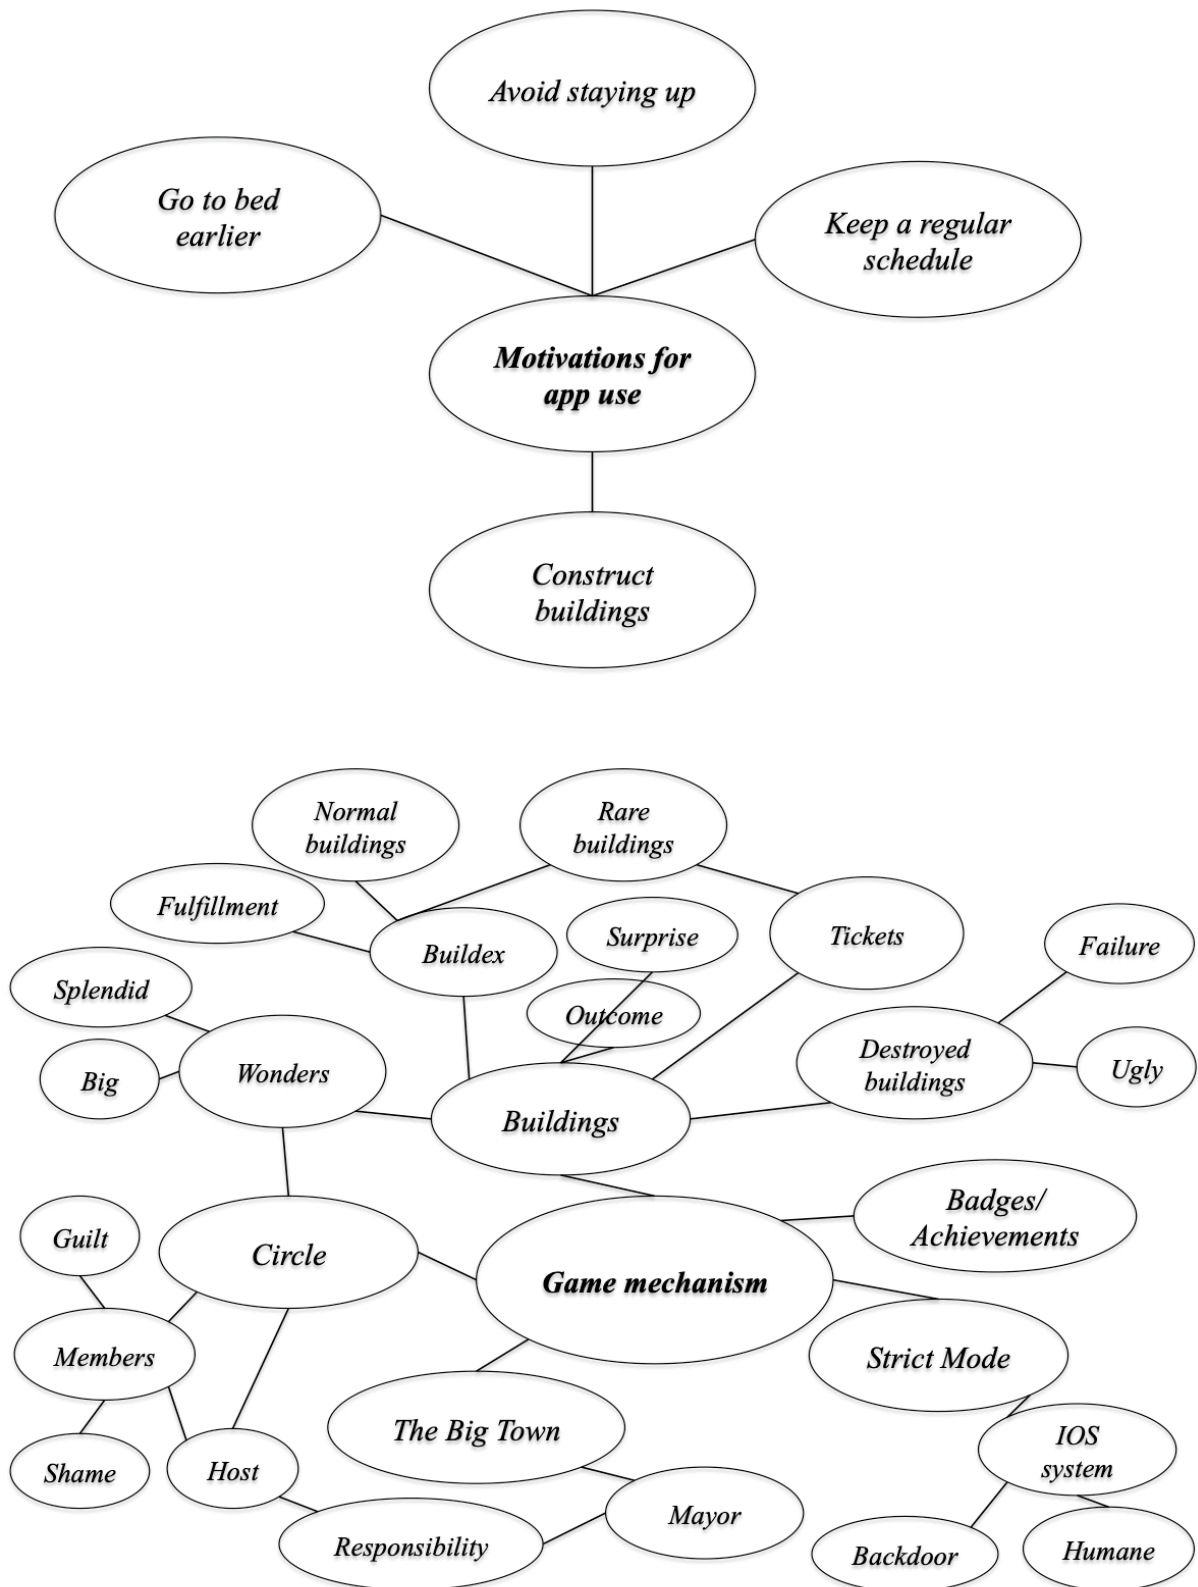 Avoid staying up
Go to bed
earlier
Keep a regular
schedule
Motivations for
app use
Construct
buildings
Normal
buildings
Rare
buildings
Fulfillment
Buildex
Surprise
Tickets
Failure
Splendid
Outcome
Destroyed
buildings
Big
Wonders
Ugly
Buildings
Badges/
Achievements
Guilt
Circle
Game mechanism
Members
Strict Mode
The Big Town
IOS
system
Shame
Host
Mayor
Responsibility
Backdoor
Humane